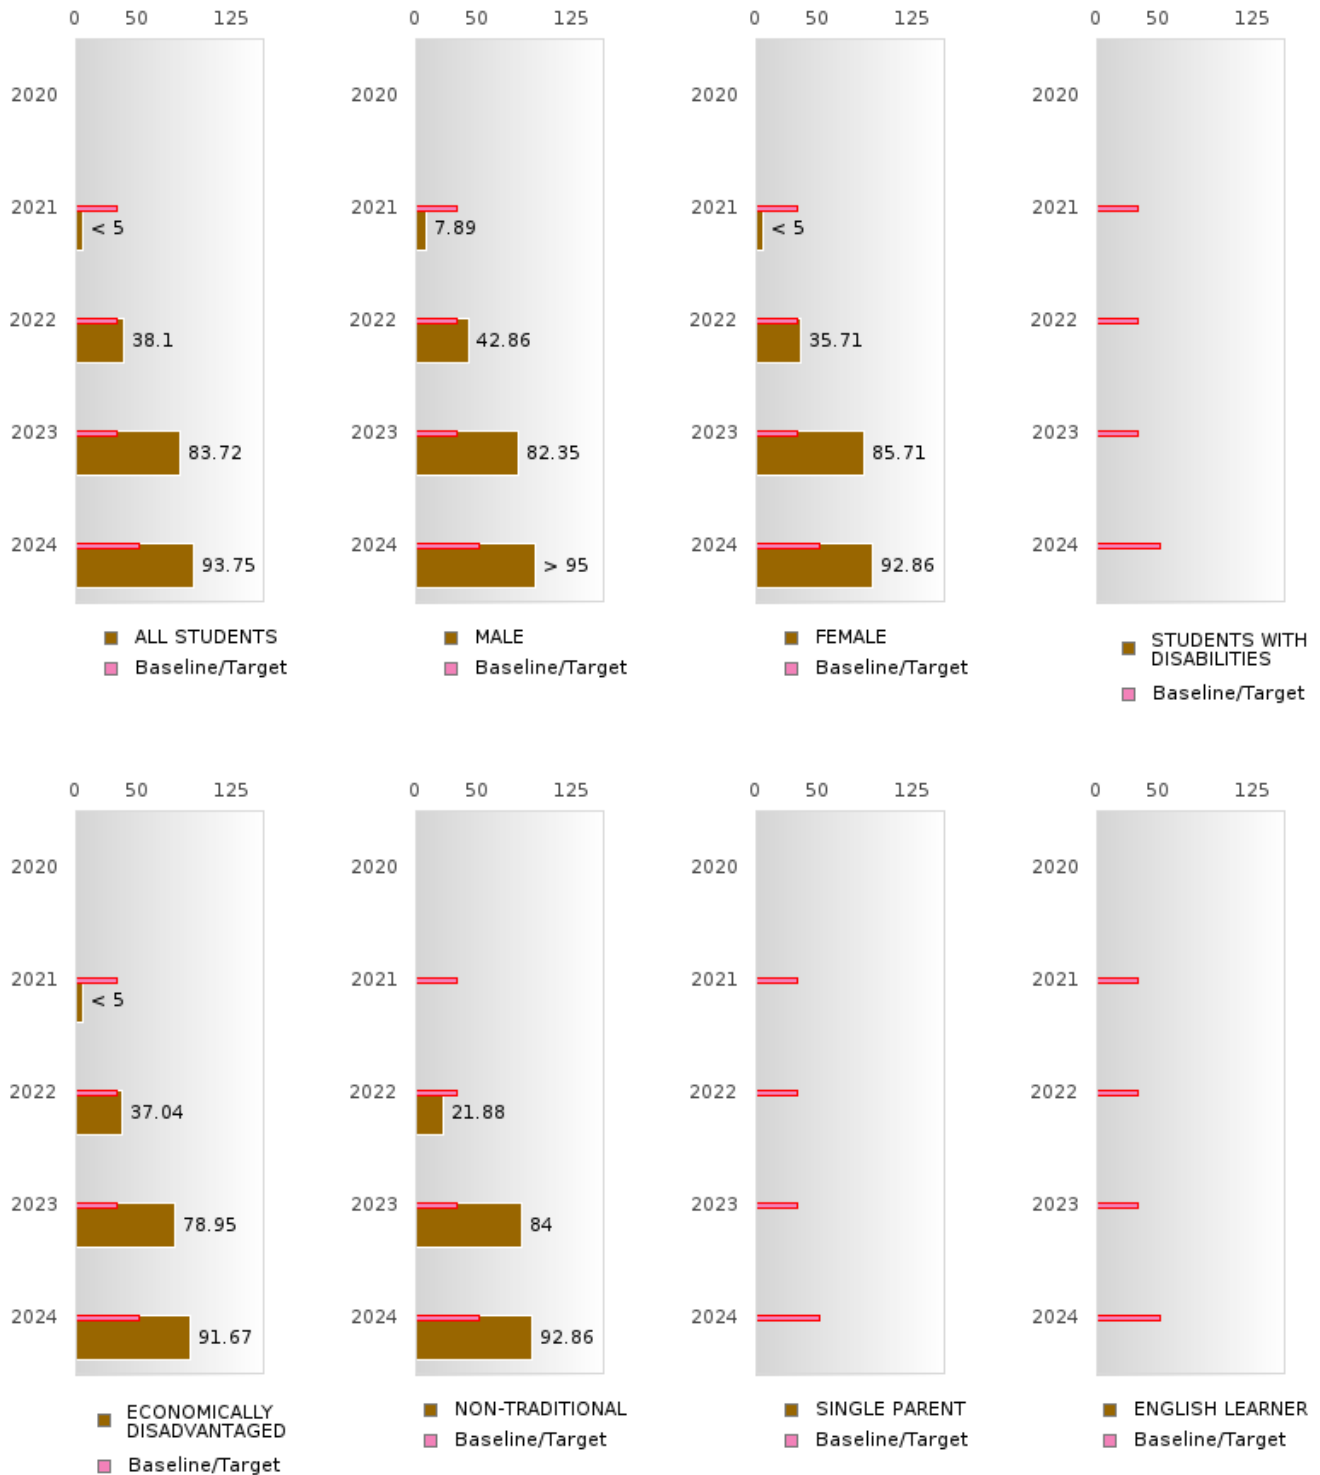 0 50 125
2020
2021
< 5
2022
38.1
2023
83.72
2024
93.75
ALL STUDENTS
Baseline/Target
0 50 125
2020
2021
7.89
2022
42.86
2023
82.35
2024
> 95
MALE
Baseline/Target
0 50 125
2020
2021
< 5
2022
35.71
2023
85.71
2024
92.86
FEMALE
Baseline/Target
0 50 125
2020
2021
2022
2023
2024
STUDENTS WITH
DISABILITIES
Baseline/Target
0 50 125
2020
2021
< 5
2022
37.04
2023
78.95
2024
91.67
ECONOMICALLY
DISADVANTAGED
Baseline/Target
0 50 125
2020
2021
2022
21.88
2023
84
2024
92.86
NON-TRADITIONAL
Baseline/Target
0 50 125
2020
2021
2022
2023
2024
SINGLE PARENT
Baseline/Target
0 50 125
2020
2021
2022
2023
2024
ENGLISH LEARNER
Baseline/Target